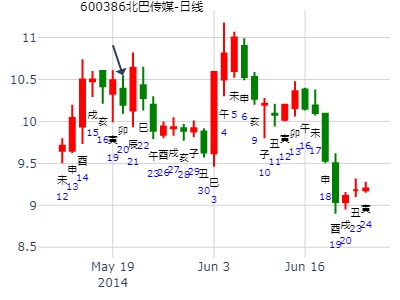 600386北巴传媒-日线
11
10.5
10
9.5
9
8.5
未
12
申
13
酉
14
戌
15
亥
16
寅
19
卯
20
辰
21
巳
22
午
23
酉
26
戌
27
亥
28
子
29
丑
30
巳
3
午
4
未
5
申
6
亥
9
子
10
丑
11
寅
12
卯
13
午
16
未
17
申
18
酉
19
戌
20
丑
23
寅
24
May 19
2014
Jun 3
Jun 16